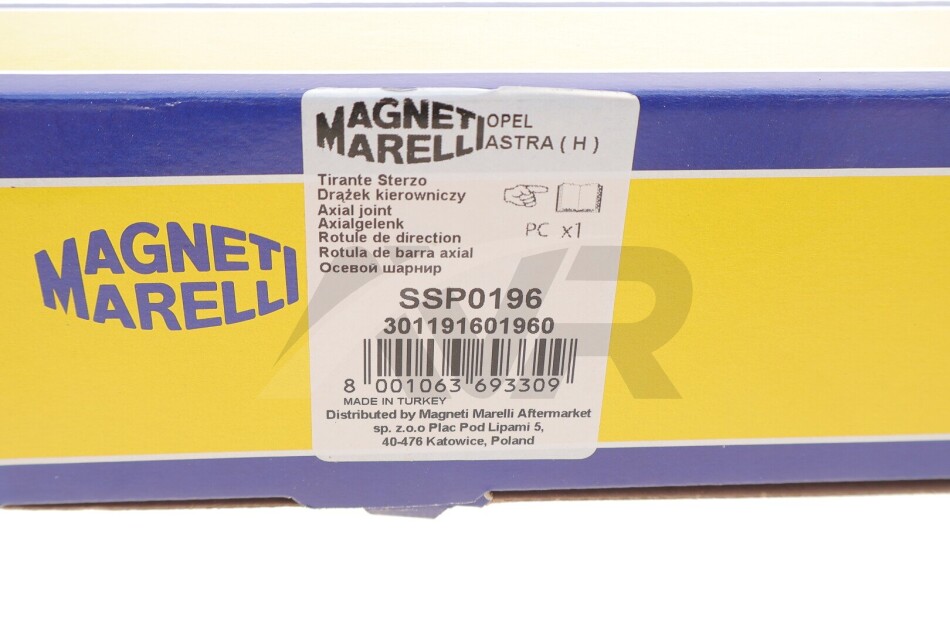 MAGNETI
MARELLI
OPEL
ASTRA ( H )
Tirante Sterzo
Drążek kierowniczy
Axial joint
Axialgelenk
Rotule de direction
Rotula de barra axial
Осевой шарнир
PC x1
MAGNETI
MARELLI
SSP0196
301191601960
8 001063 693309
MADE IN TURKEY
Distributed by Magneti Marelli Aftermarket
sp. z.o.o Plac Pod Lipami 5,
40-476 Katowice, Poland